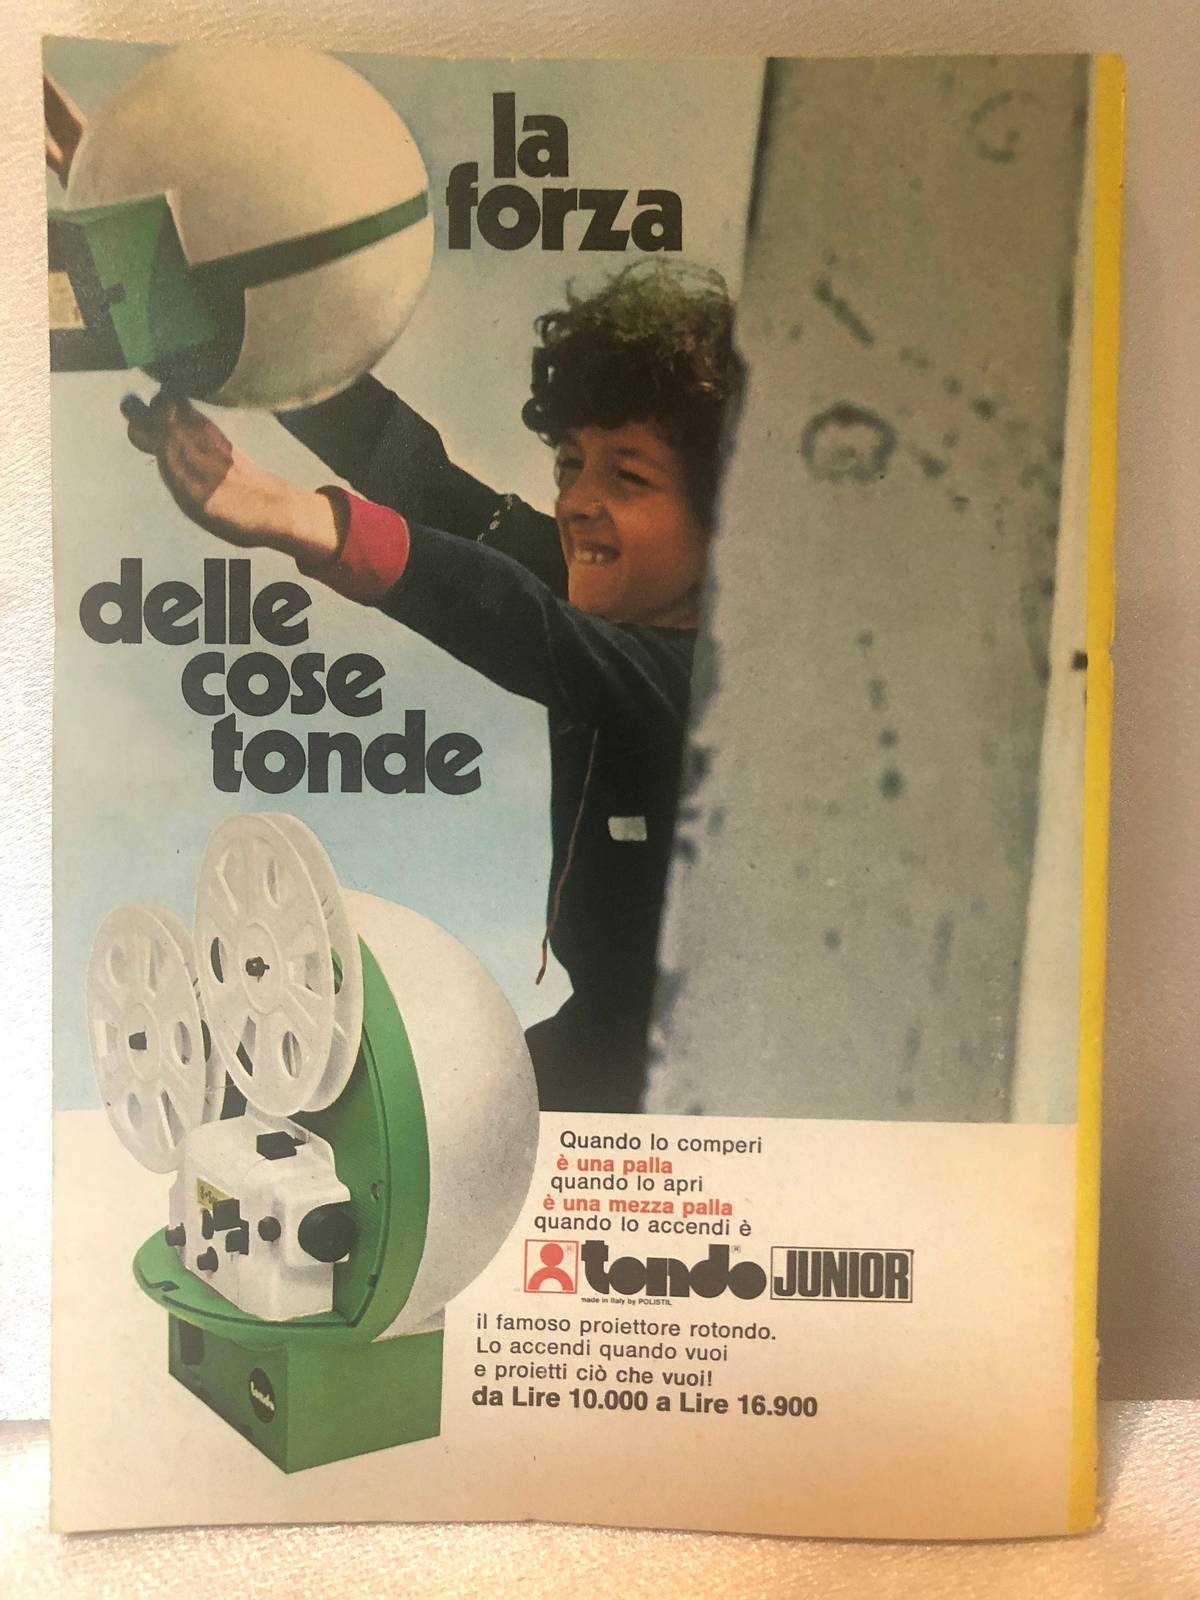 la
forza
delle
cose
tonde
Quando lo comperi
è una palla
quando lo apri
è una mezza palla
quando lo accendi è
tondo® JUNIOR
made in Italy by POLISTIL
il famoso proiettore rotondo.
Lo accendi quando vuoi
e proietti ciò che vuoi!
da Lire 10.000 a Lire 16.900
tondo